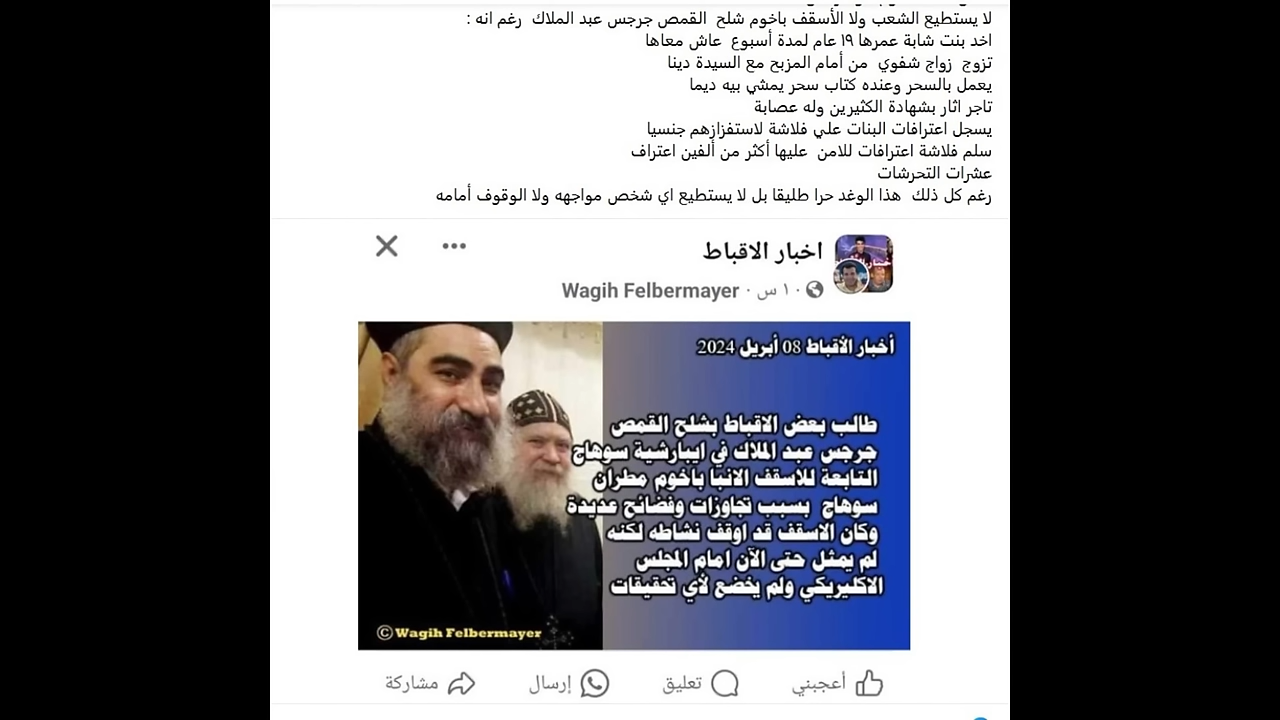 لا يستطيع الشعب ولا الأسقف باخوم شلح القمص جرجس عبد الملاك رغم انه :
اخد بنت شابة عمرها ١٩ عام لمدة أسبوع عاش معاها
تزوج زواج شفوي من أمام المزبح مع السيدة دينا
يعمل بالسحر وعنده كتاب سحر يمشي بيه ديما
تاجر اثار بشهادة الكثيرين وله عصابة
يسجل اعترافات البنات علي فلاشة لاستفزازهم جنسيا
سلم فلاشة اعترافات للامن عليها أكثر من ألفين اعتراف
عشرات التحرشات
رغم كل ذلك هذا الوغد حرا طليقا بل لا يستطيع اي شخص مواجهه ولا الوقوف أمامه
اخبار الاقباط
Wagih Felbermayer · ١٠ س ·
أخبار الأقباط 08 أبريل 2024
طالب بعض الاقباط بشلح القمص
جرجس عبد الملاك في ايبارشية سوهاج
التابعة للاسقف الانبا باخوم مطران
سوهاج بسبب تجاوزات وفضائح عديدة
وكان الاسقف قد اوقف نشاطه لكنه
لم يمثل حتى الآن امام المجلس
الاكليريكي ولم يخضع لأي تحقيقات
© Wagih Felbermayer
أعجبني
تعليق
إرسال
مشاركة